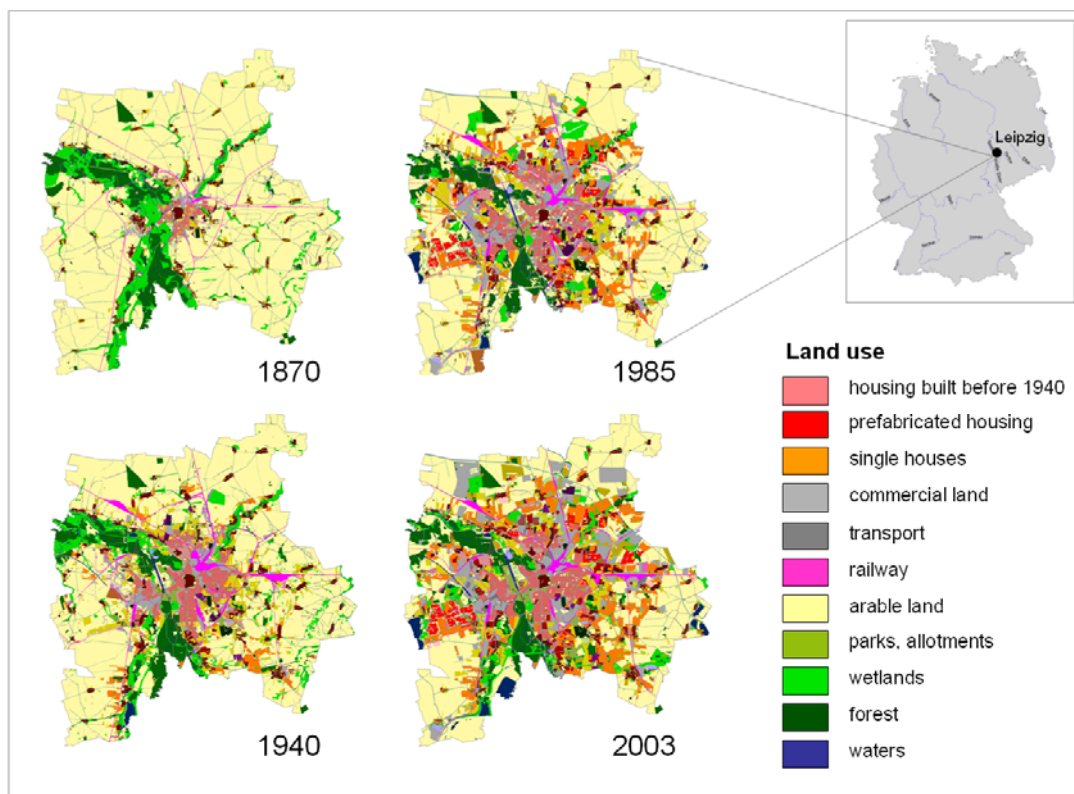 Leipzig
1870
1985
1940
2003
Land use
housing built before 1940
prefabricated housing
single houses
commercial land
transport
railway
arable land
parks, allotments
wetlands
forest
waters